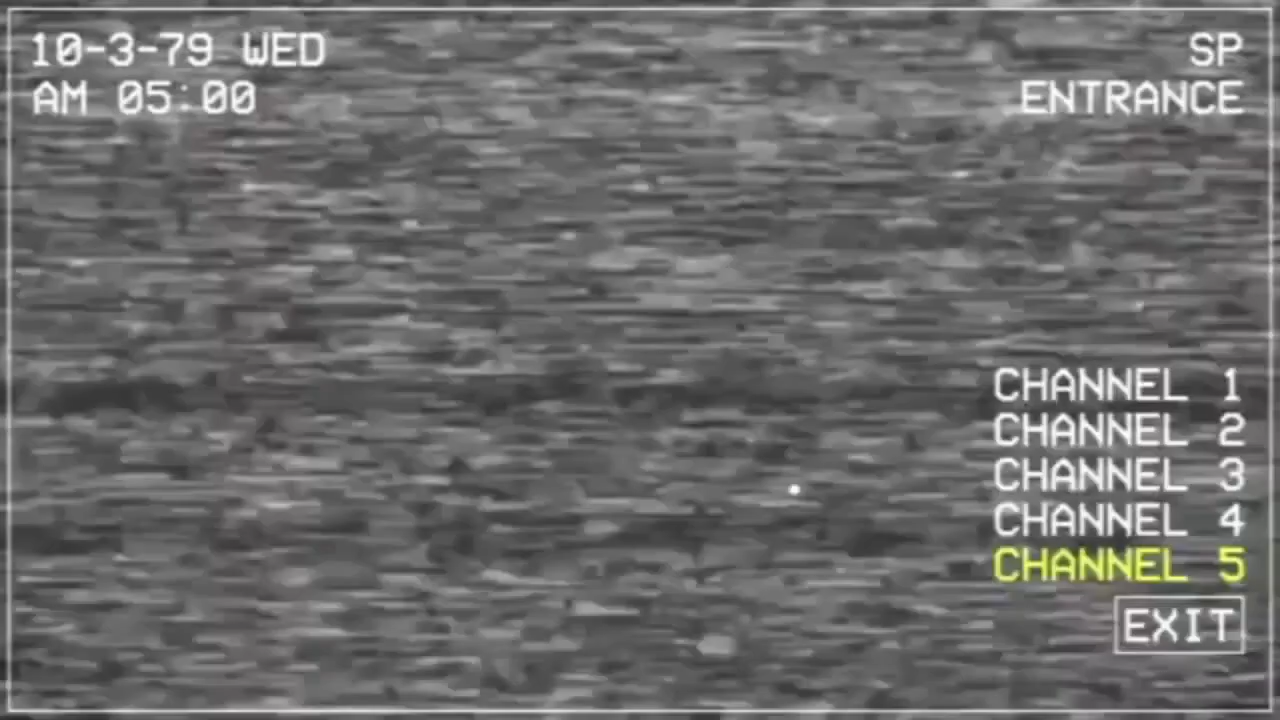 10-3-79 WED
AM 05:00
SP
ENTRANCE
CHANNEL 1
CHANNEL 2
CHANNEL 3
CHANNEL 4
CHANNEL 5
EXIT